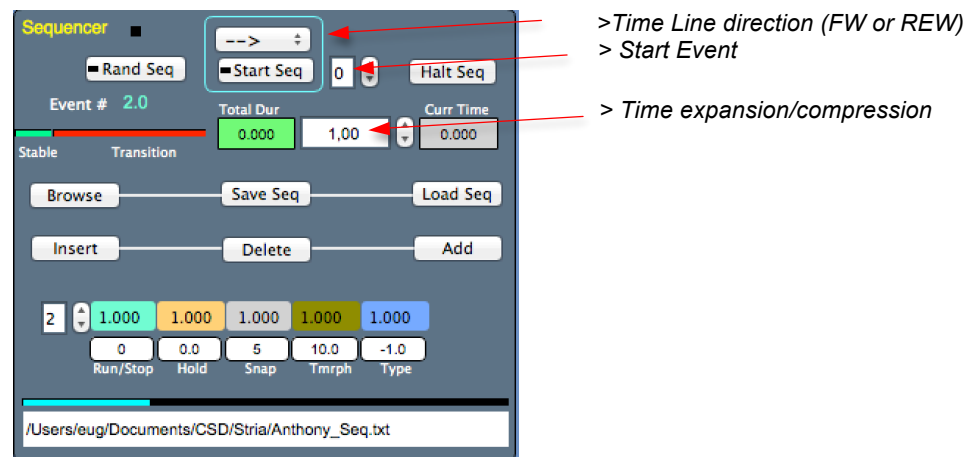 Sequencer
-->
>Time Line direction (FW or REW)
> Start Event
Rand Seq
Start Seq
0
Halt Seq
Event # 2.0
Total Dur
Curr Time
> Time expansion/compression
0.000
1,00
0.000
Stable
Transition
Browse
Save Seq
Load Seq
Insert
Delete
Add
2
1.000
1.000
1.000
1.000
1.000
0
0.0
5
10.0
-1.0
Run/Stop
Hold
Snap
Tmrph
Type
/Users/eug/Documents/CSD/Stria/Anthony_Seq.txt